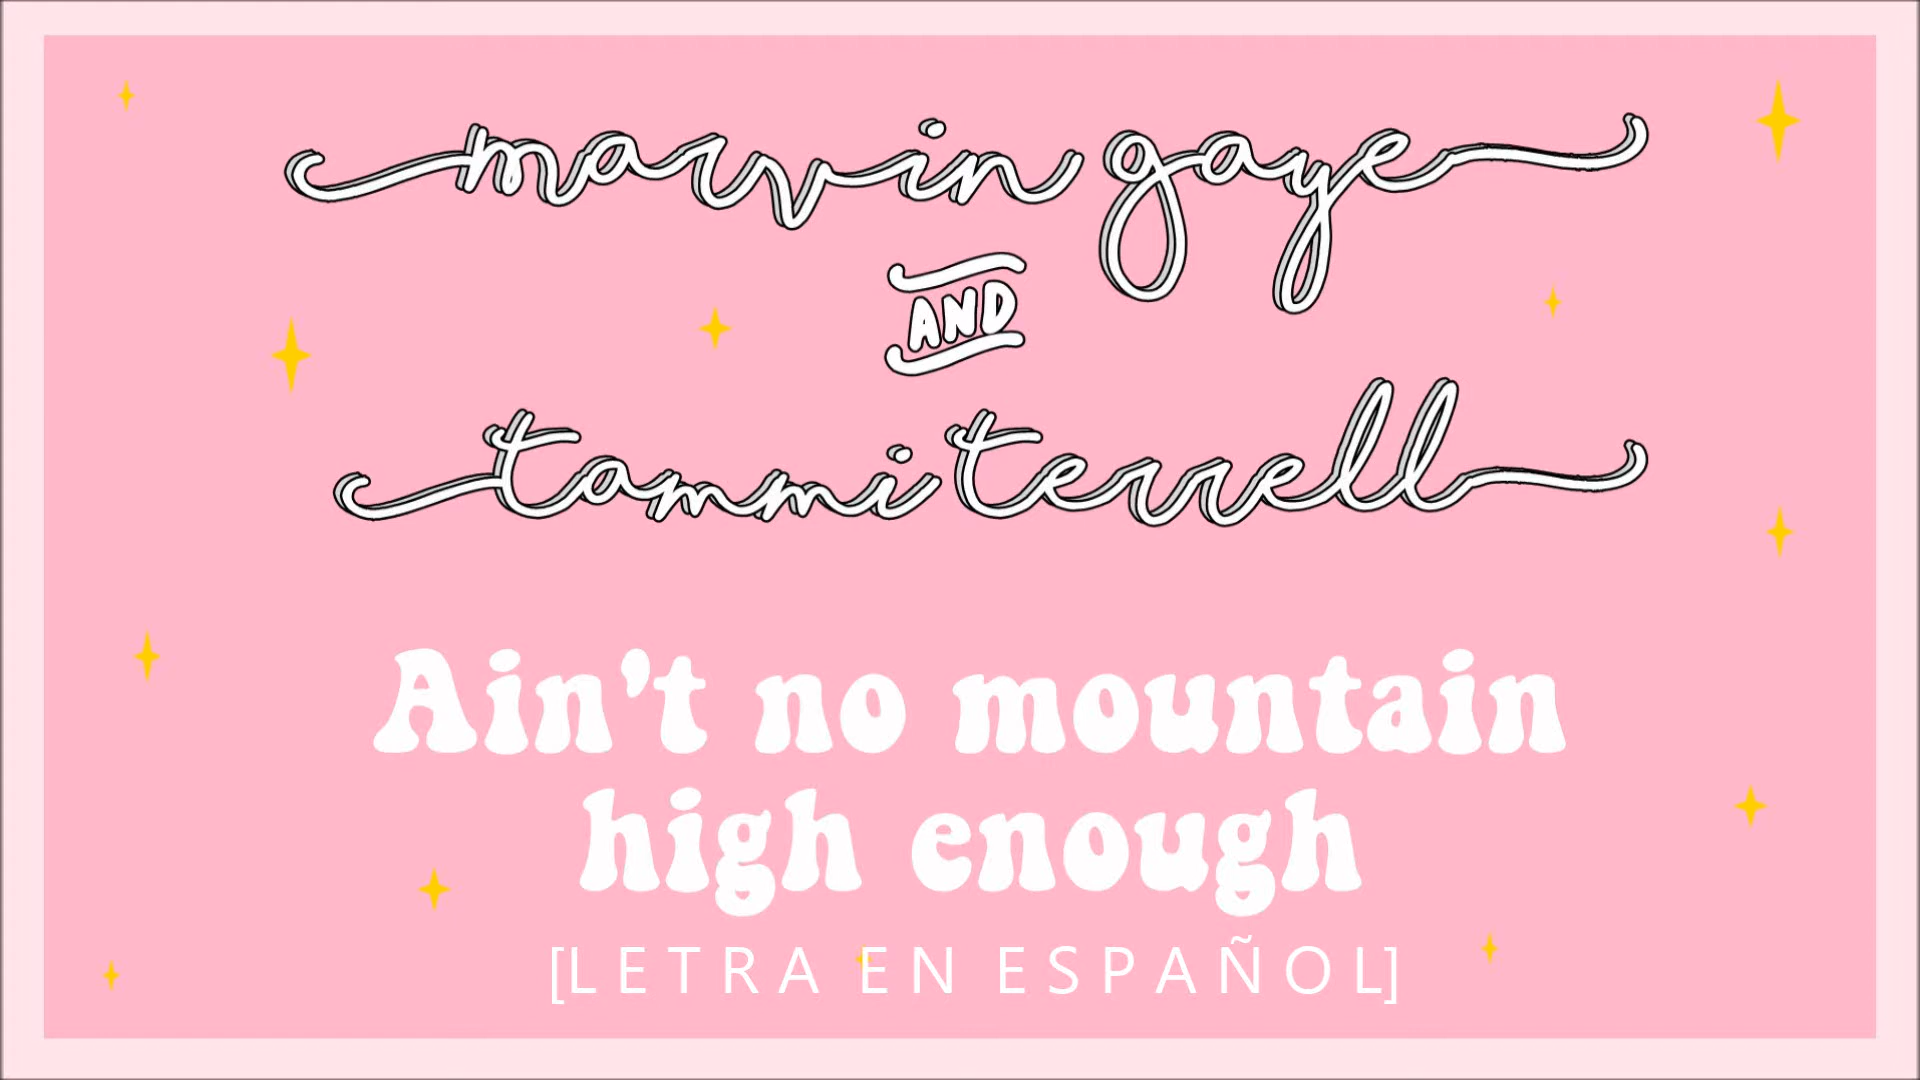 marvin gaye
AND
tammi terrell
Ain't no mountain
high enough
[LETRA EN ESPAÑOL]